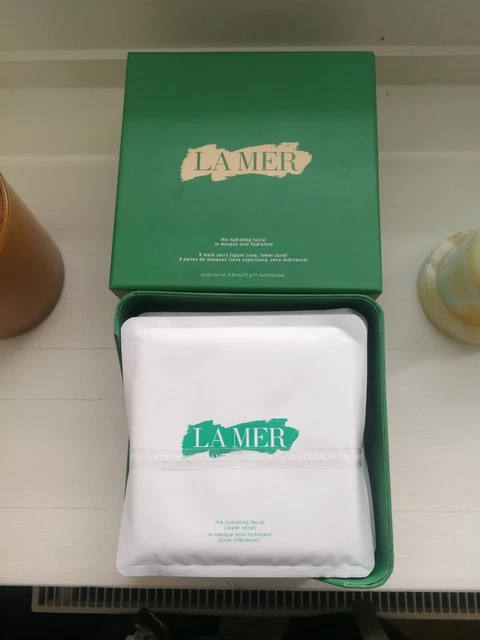 LA MER
the hydrating facial
le masque soin hydratant
6 mask pairs (upper zone, lower zone)
6 paires de masques (zone supérieure, zone inférieure)
LA MER
the hydrating facial
(lower zone)
le masque soin hydratant
(zone inférieure)